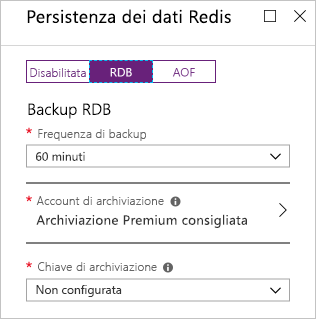 Persistenza dei dati Redis
Disabilitata RDB AOF
Backup RDB
* Frequenza di backup
60 minuti
* Account di archiviazione
Archiviazione Premium consigliata
* Chiave di archiviazione
Non configurata